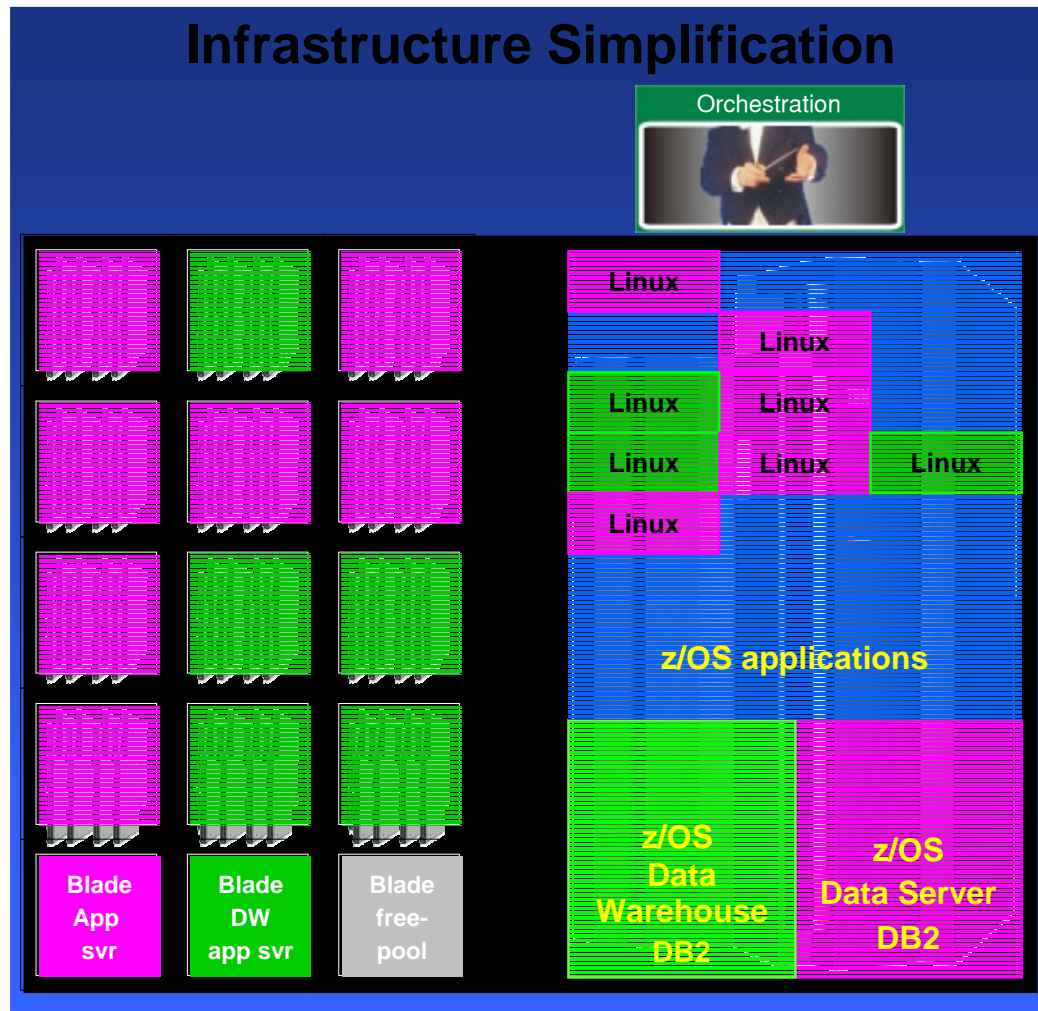 Infrastructure Simplification
Orchestration
Linux
Linux
Linux
Linux
Linux
Linux
Linux
Linux
z/OS applications
z/OS
Data
Warehouse
DB2
z/OS
Data Server
DB2
Blade
App
svr
Blade
DW
app svr
Blade
free-
pool